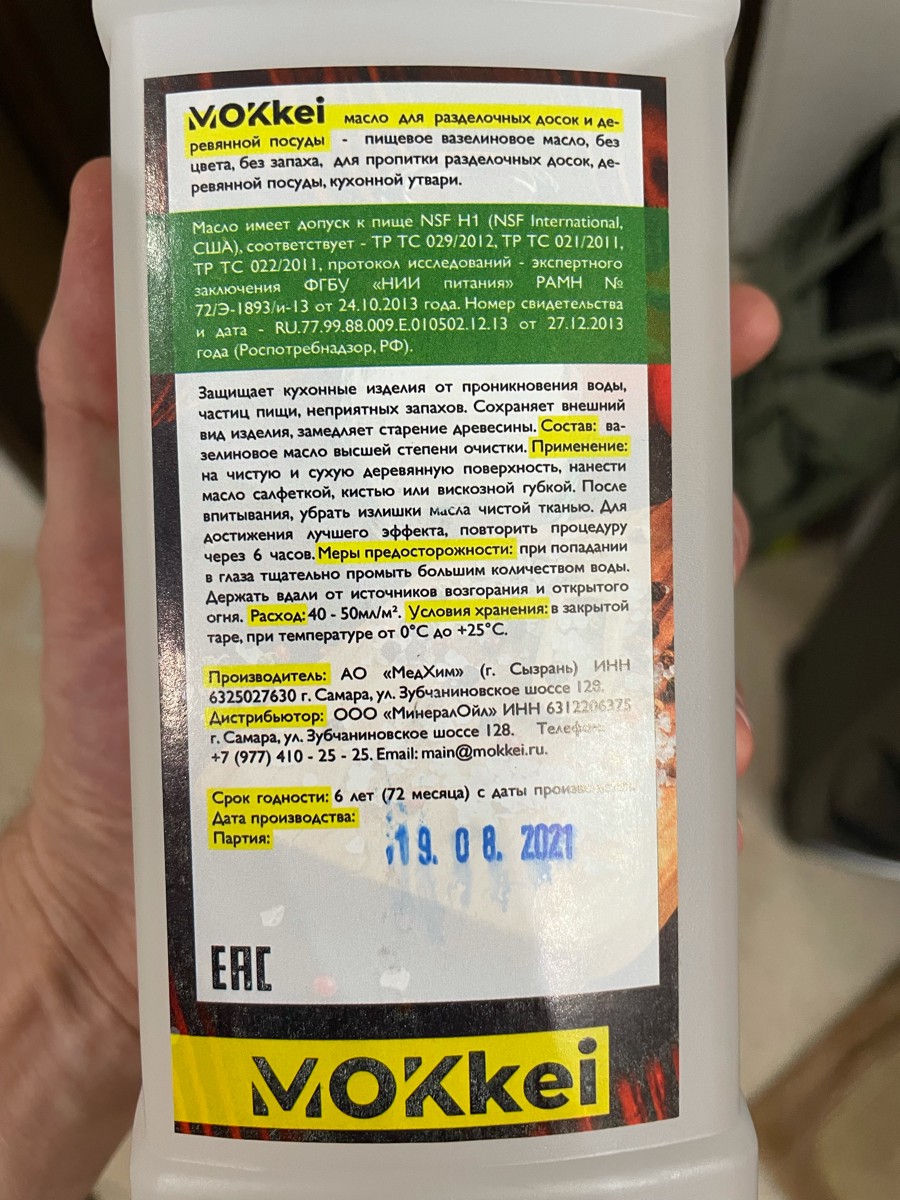 MOKkei масло для разделочных досок и де-
ревянной посуды - пищевое вазелиновое масло, без
цвета, без запаха, для пропитки разделочных досок, де-
ревянной посуды, кухонной утвари.
Масло имеет допуск к пище NSF H1 (NSF International,
США), соответствует - ТР ТС 029/2012, ТР ТС 021/2011,
ТР ТС 022/2011, протокол исследований - экспертного
заключения ФГБУ «НИИ питания» РАМН №
72/Э-1893/и-13 от 24.10.2013 года. Номер свидетельства
и дата - RU.77.99.88.009.Е.010502.12.13 от 27.12.2013
года (Роспотребнадзор, РФ).
Защищает кухонные изделия от проникновения воды,
частиц пищи, неприятных запахов. Сохраняет внешний
вид изделия, замедляет старение древесины. Состав: ва-
зелиновое масло высшей степени очистки. Применение:
на чистую и сухую деревянную поверхность, нанести
масло салфеткой, кистью или вискозной губкой. После
впитывания, убрать излишки масла чистой тканью. Для
достижения лучшего эффекта, повторить процедуру
через 6 часов. Меры предосторожности: при попадании
в глаза тщательно промыть большим количеством воды.
Держать вдали от источников возгорания и открытого
огня. Расход: 40 - 50мл/м². Условия хранения: в закрытой
таре, при температуре от 0°С до +25°С.
Производитель: АО «МедХим» (г. Сызрань) ИНН
6325027630 г. Самара, ул. Зубчаниновское шоссе 128.
Дистрибьютор: ООО «МинералОйл» ИНН 6312206375
г. Самара, ул. Зубчаниновское шоссе 128.
+7 (977) 410 - 25 - 25. Email: main@mokkei.ru.
Срок годности: 6 лет (72 месяца) с даты
Дата производства:
Партия:
19. 08. 2021
EAC
MOKkei